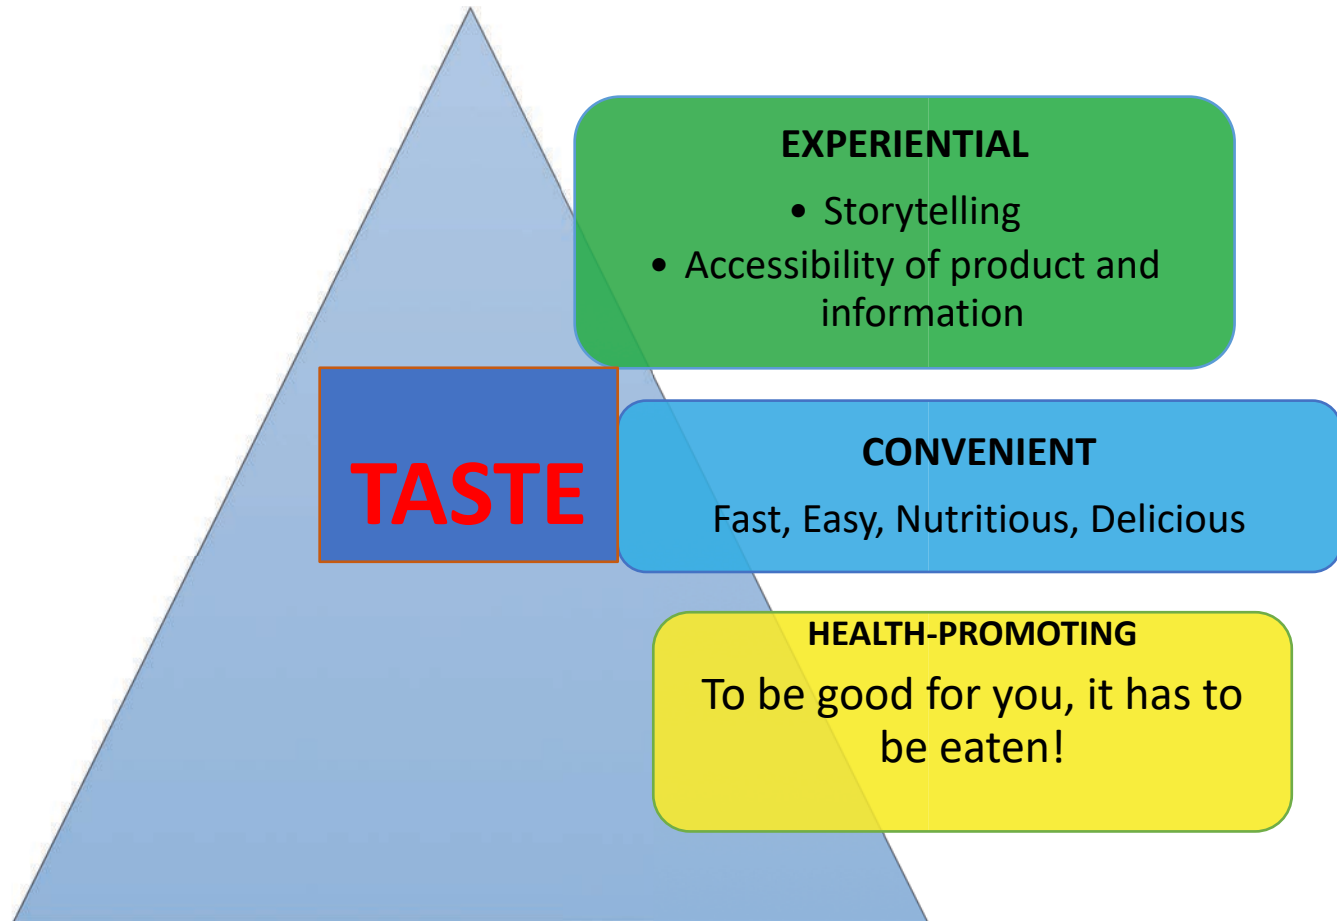 EXPERIENTIAL
• Storytelling
• Accessibility of product and
information
TASTE
CONVENIENT
Fast, Easy, Nutritious, Delicious
HEALTH-PROMOTING
To be good for you, it has to
be eaten!